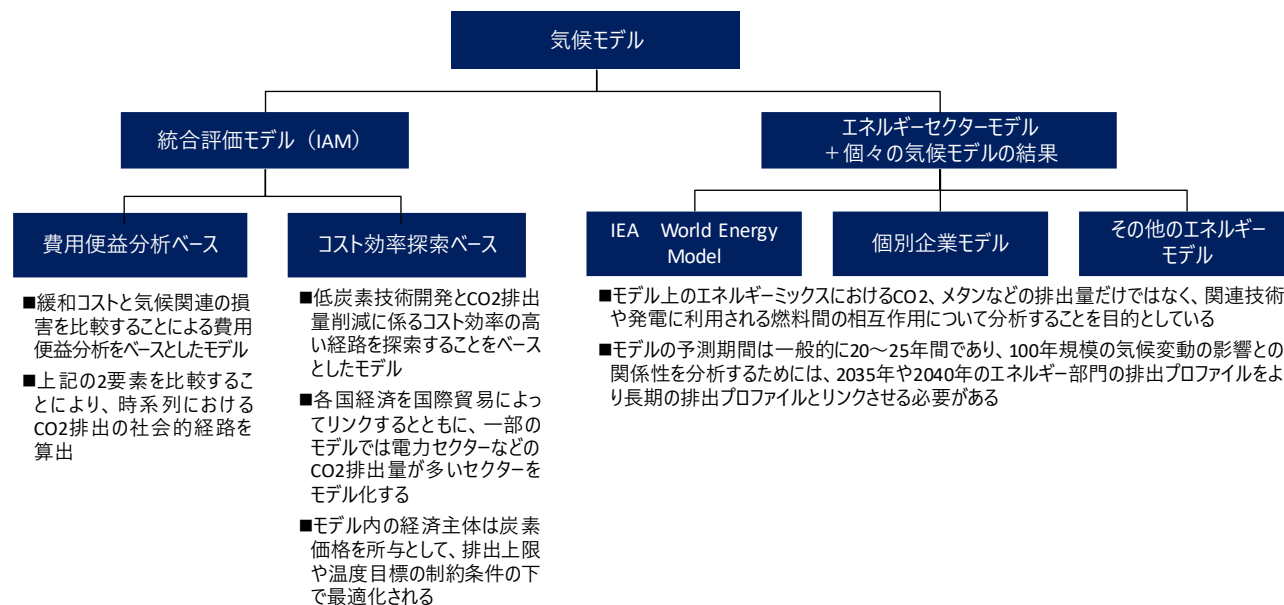 気候モデル
統合評価モデル（IAM）
エネルギーセクターモデル
＋個々の気候モデルの結果
費用便益分析ベース
コスト効率探索ベース
IEA World Energy
Model
個別企業モデル
その他のエネルギー
モデル
■緩和コストと気候関連の損
害を比較することによる費用
便益分析をベースとしたモデル
■上記の2要素を比較するこ
とにより、時系列における
CO2排出の社会的経路を
算出
■低炭素技術開発とCO2排出
量削減に係るコスト効率の高
い経路を探索することをベース
としたモデル
■各国経済を国際貿易によっ
てリンクするとともに、一部の
モデルでは電力セクターなどの
CO2排出量が多いセクターを
モデル化する
■モデル内の経済主体は炭素
価格を所与として、排出上限
や温度目標の制約条件の下
で最適化される
■モデル上のエネルギーミックスにおけるCO2、メタンなどの排出量だけではなく、関連技術
や発電に利用される燃料間の相互作用について分析することを目的としている
■モデルの予測期間は一般的に20～25年間であり、100年規模の気候変動の影響との
関係性を分析するためには、2035年や2040年のエネルギー部門の排出プロファイルをよ
り長期の排出プロファイルとリンクさせる必要がある